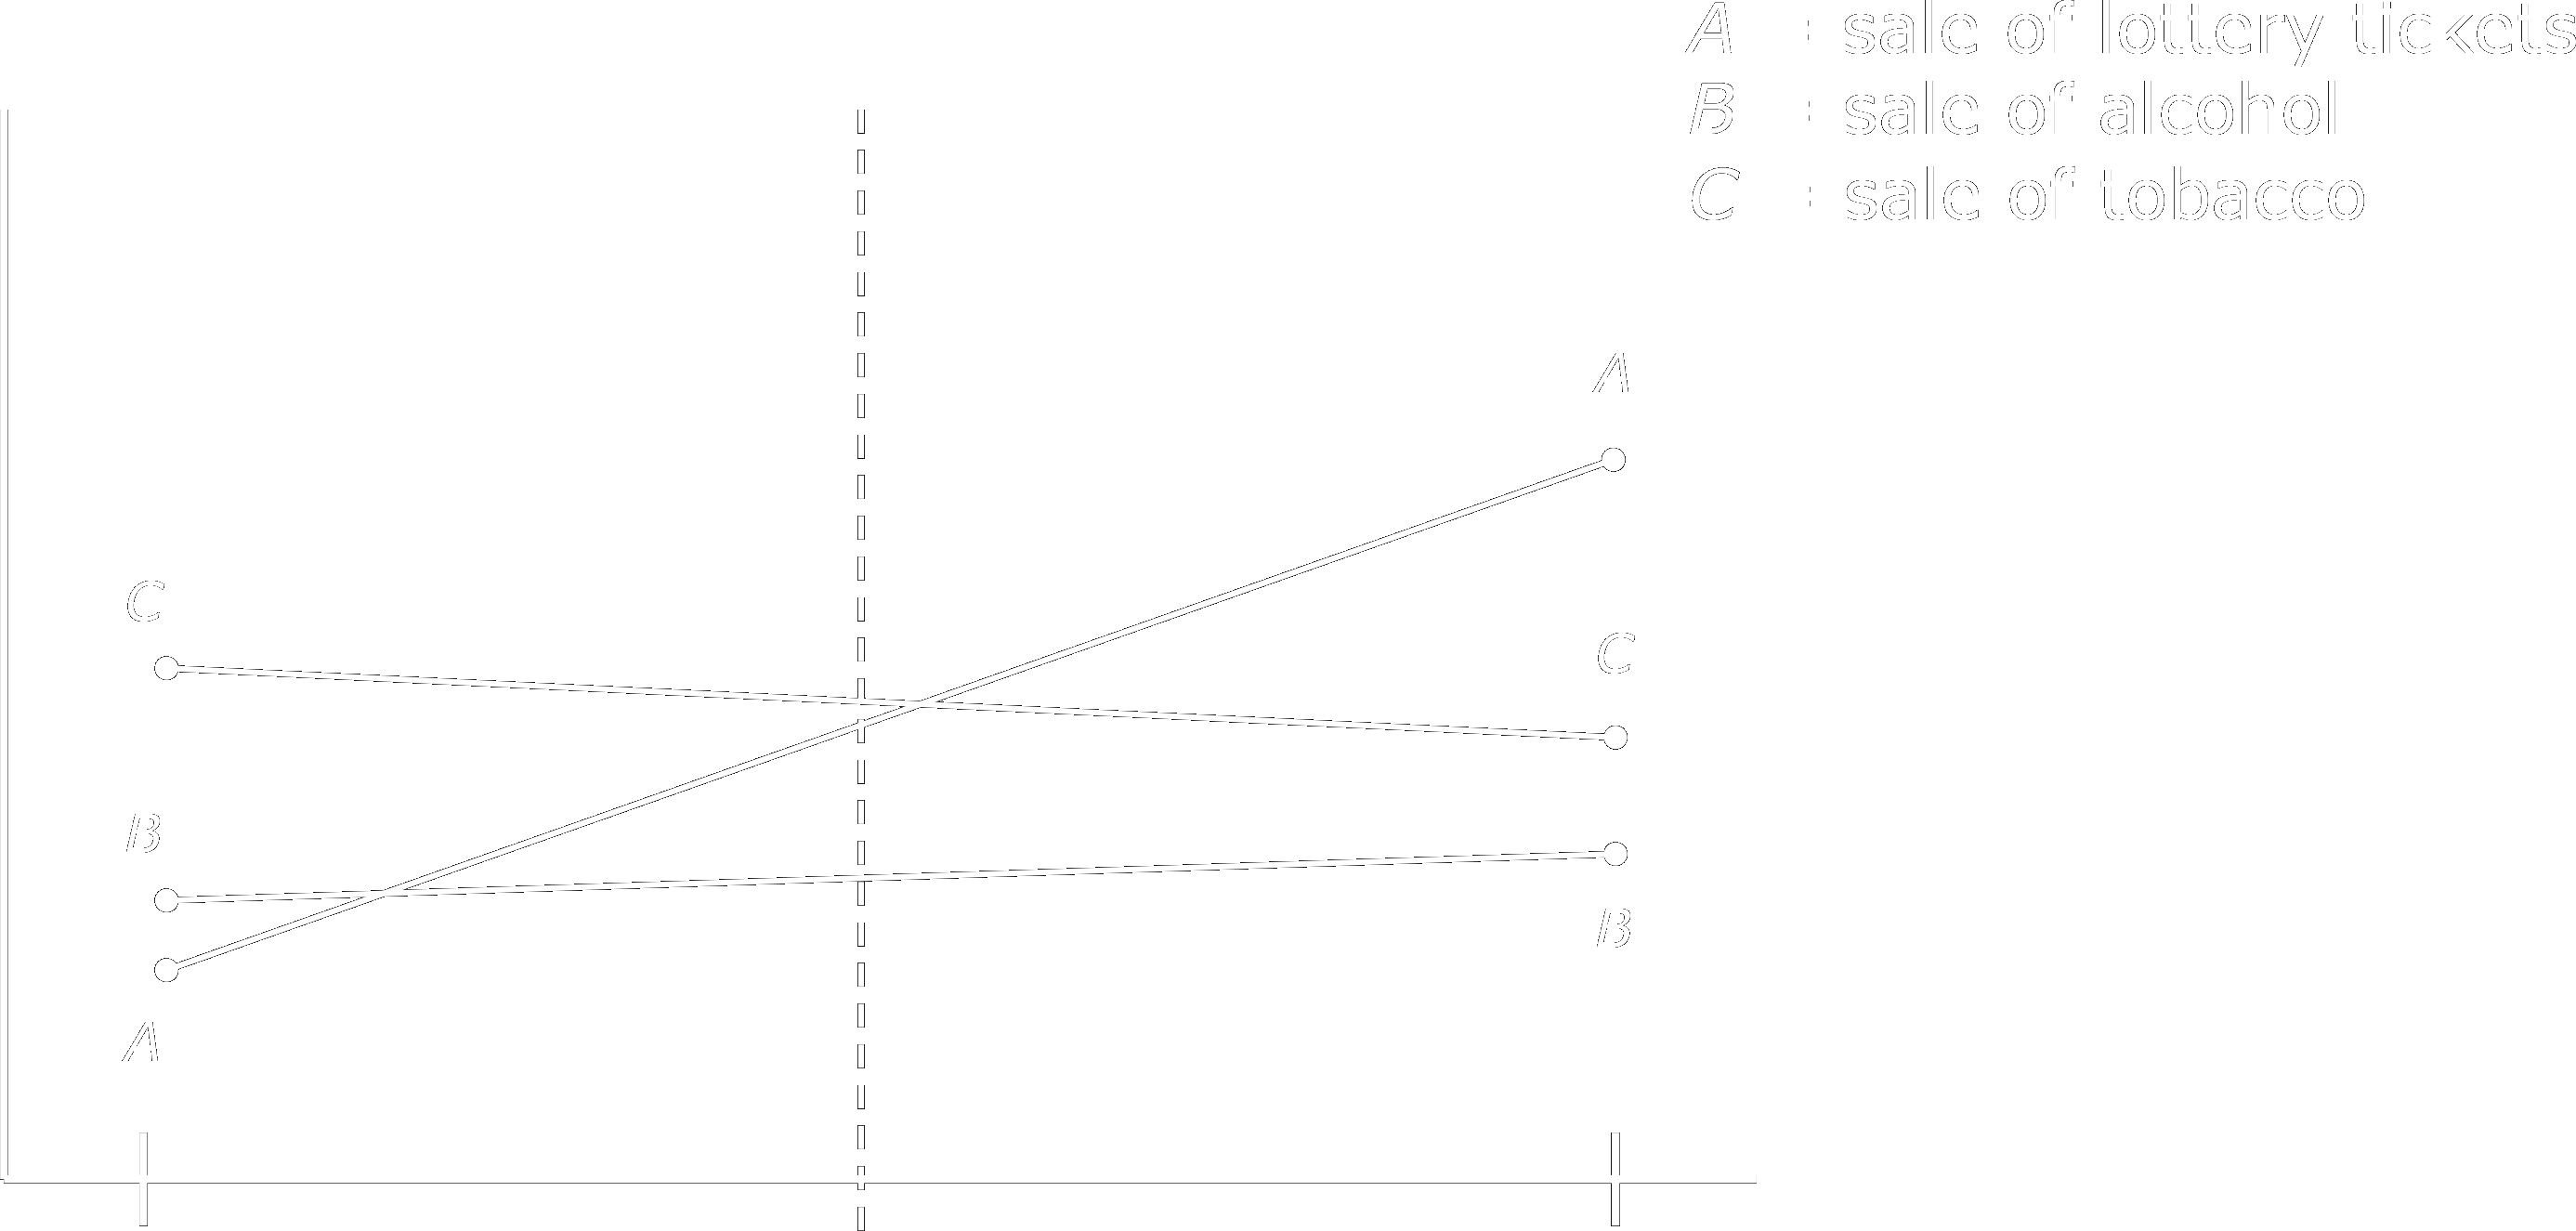 A : sale of lottery tickets
B : sale of alcohol
C : sale of tobacco
A
C
C
B
B
A